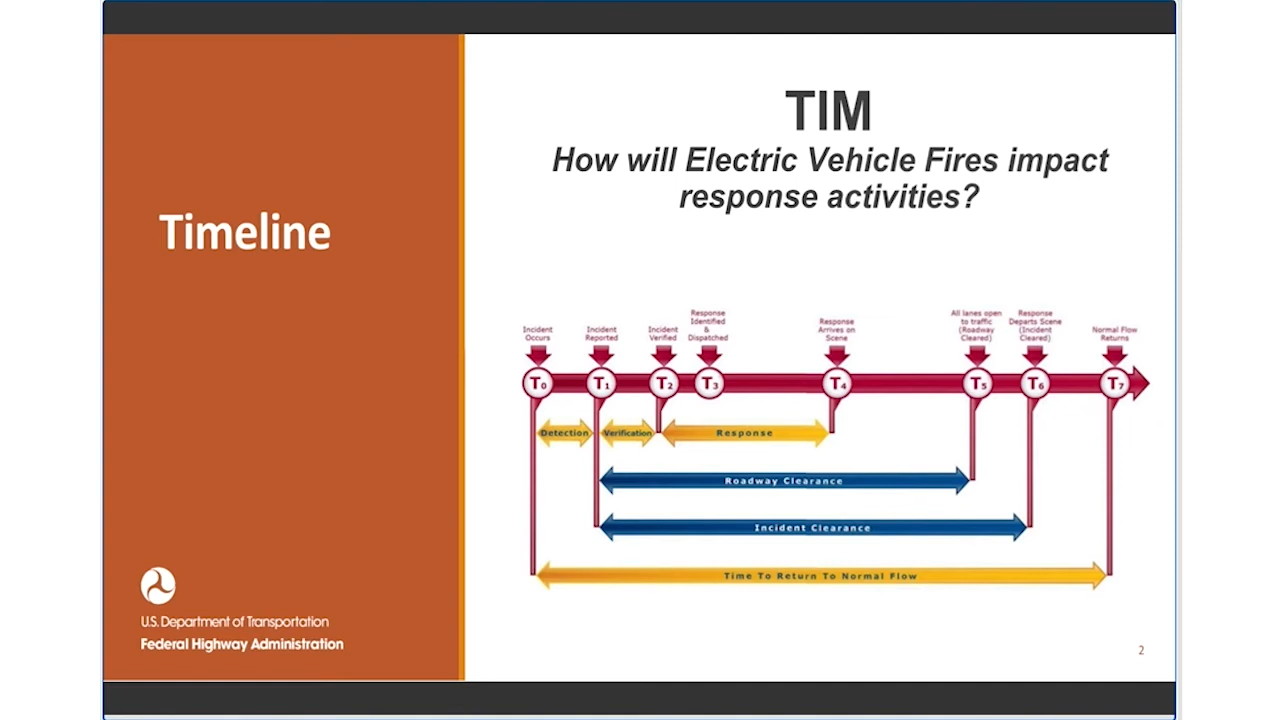 TIM
How will Electric Vehicle Fires impact
response activities?
Timeline
Incident
Occurs
Incident
Reported
Incident
Verified
Response
Identified
&
Dispatched
Response
Arrives on
Scene
All lanes open
to traffic
(Roadway
Cleared)
Response
Departs Scene
(Incident
Cleared)
Normal Flow
Returns
T0
T1
T2
T3
T4
T5
T6
T7
Detection
Verification
Response
Roadway Clearance
Incident Clearance
Time To Return To Normal Flow
U.S. Department of Transportation
Federal Highway Administration
2